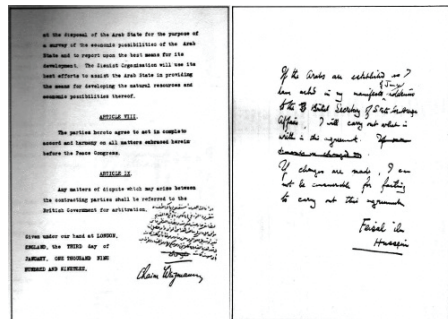 at the disposal of the Arab State for the purpose of
a survey of the economic possibilities of the Arab
State and to report upon the best means for its
development. The Zionist Organization will use its
best efforts to assist the Arab State in providing
the means for developing the natural resources and
economic possibilities thereof.
ARTICLE VIII.
The parties hereto agree to act in complete
accord and harmony on all matters embraced herein
before the Peace Congress.
ARTICLE IX.
Any matters of dispute which may arise between
the contracting parties shall be referred to the
British Government for arbitration.
Given under our hand at LONDON,
ENGLAND, the THIRD day of
JANUARY, ONE THOUSAND NINE
HUNDRED AND NINETEEN.
Chaim Weizmann
If the Arabs are established as I
have asked in my manifesto of Jan 4
to the British Secretary of State for Foreign
Affairs, I will carry out what is
written in this agreement.
If changes are made, I can
not be answerable for failing
to carry out this agreement.
Faisal ibn
Hussein